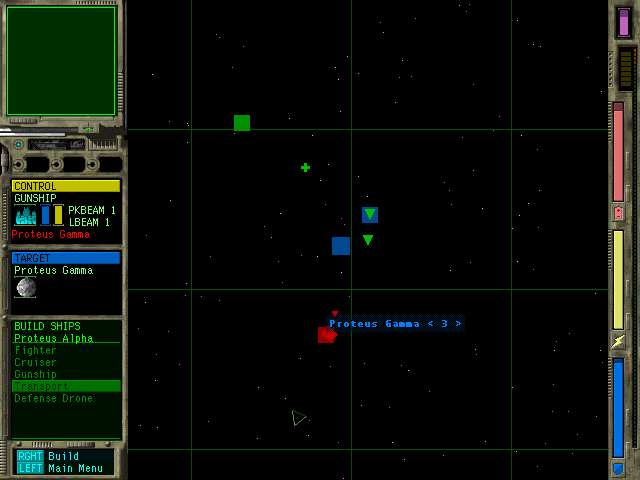 CONTROL
GUNSHIP
PKBEAM 1
LBEAM 1
Proteus Gamma
TARGET
Proteus Gamma
Proteus Gamma < 3 >
BUILD SHIPS
Proteus Alpha
Fighter
Cruiser
Gunship
Transport
Defense Drone
RGHT Build
LEFT Main Menu